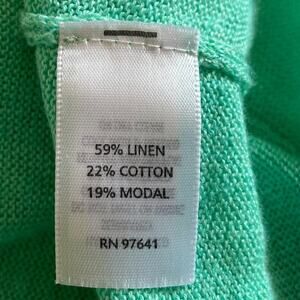 59% LINEN
22% COTTON
19% MODAL
RN 97641